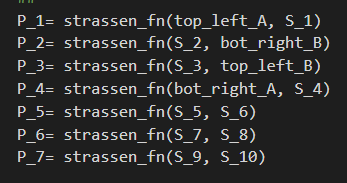 P_1= strassen_fn(top_left_A, S_1)
P_2= strassen_fn(S_2, bot_right_B)
P_3= strassen_fn(S_3, top_left_B)
P_4= strassen_fn(bot_right_A, S_4)
P_5= strassen_fn(S_5, S_6)
P_6= strassen_fn(S_7, S_8)
P_7= strassen_fn(S_9, S_10)